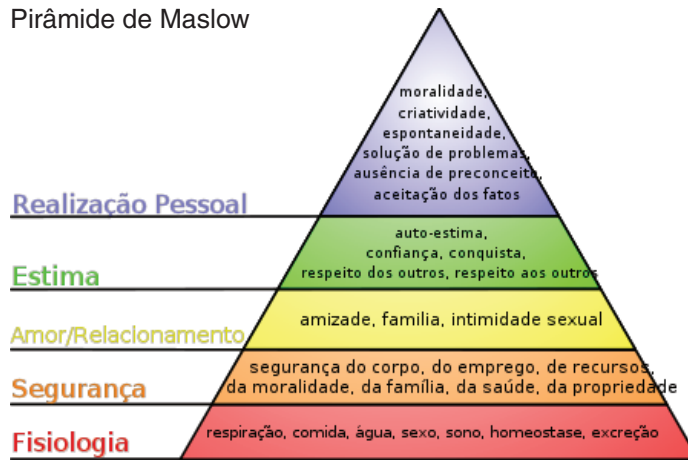 Pirâmide de Maslow
moralidade,
criatividade,
espontaneidade,
solução de problemas,
ausência de preconceito,
aceitação dos fatos
Realização Pessoal
auto-estima,
confiança, conquista,
respeito dos outros, respeito aos outros
Estima
amizade, familia, intimidade sexual
Amor/Relacionamento
segurança do corpo, do emprego, de recursos,
da moralidade, da família, da saúde, da propriedade
Segurança
respiração, comida, água, sexo, sono, homeostase, excreção
Fisiologia